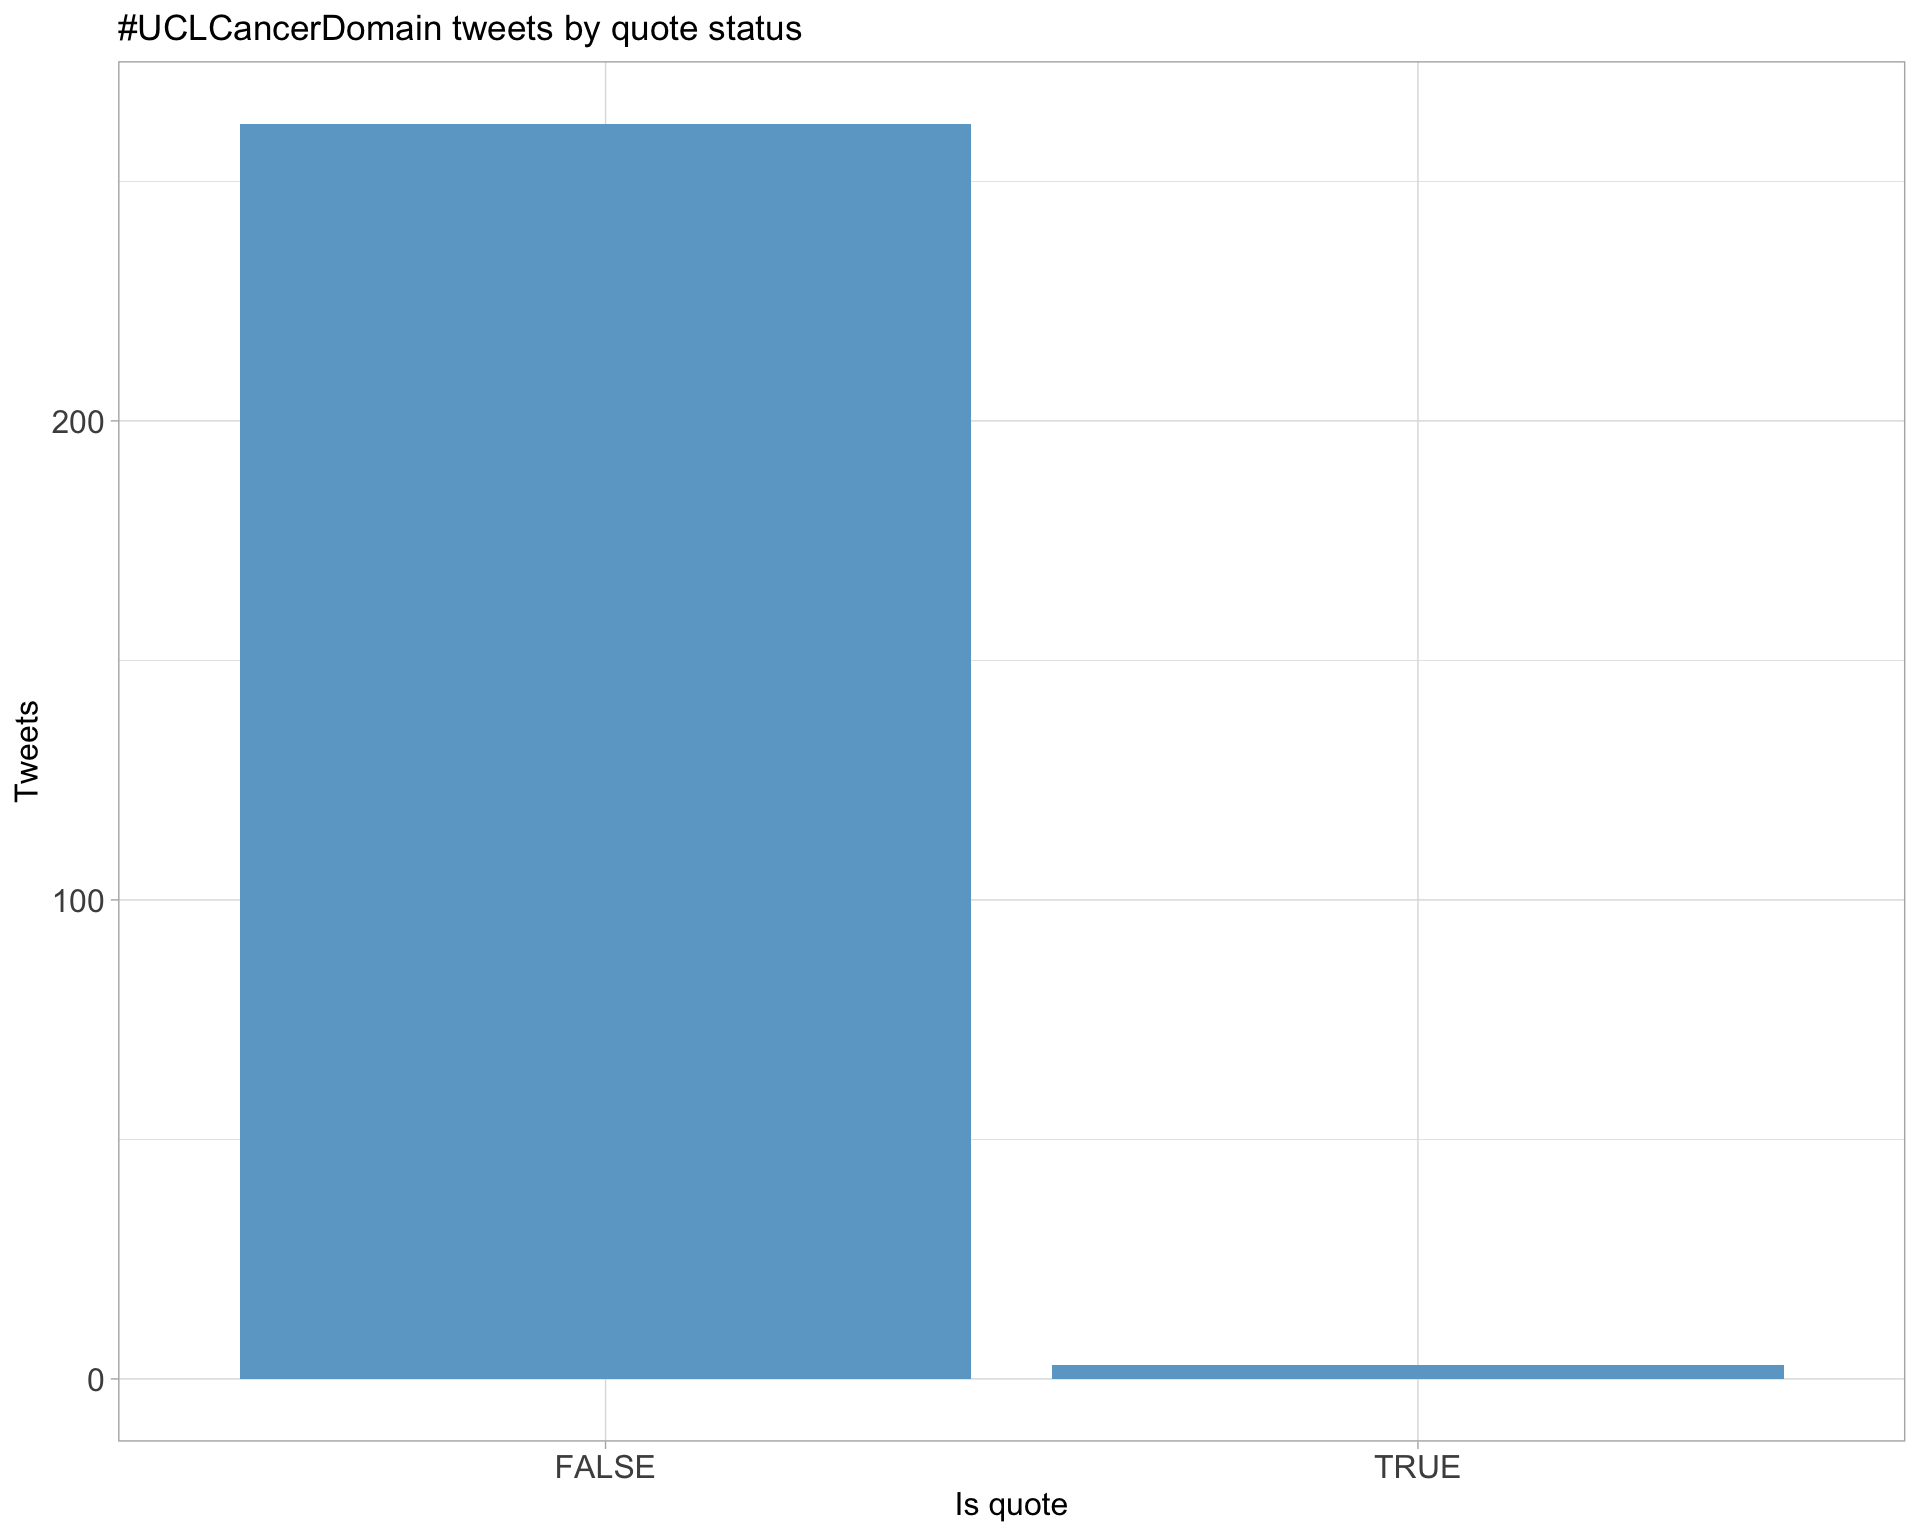 #UCLCancerDomain tweets by quote status
Tweets
200
100
0
FALSE TRUE
Is quote